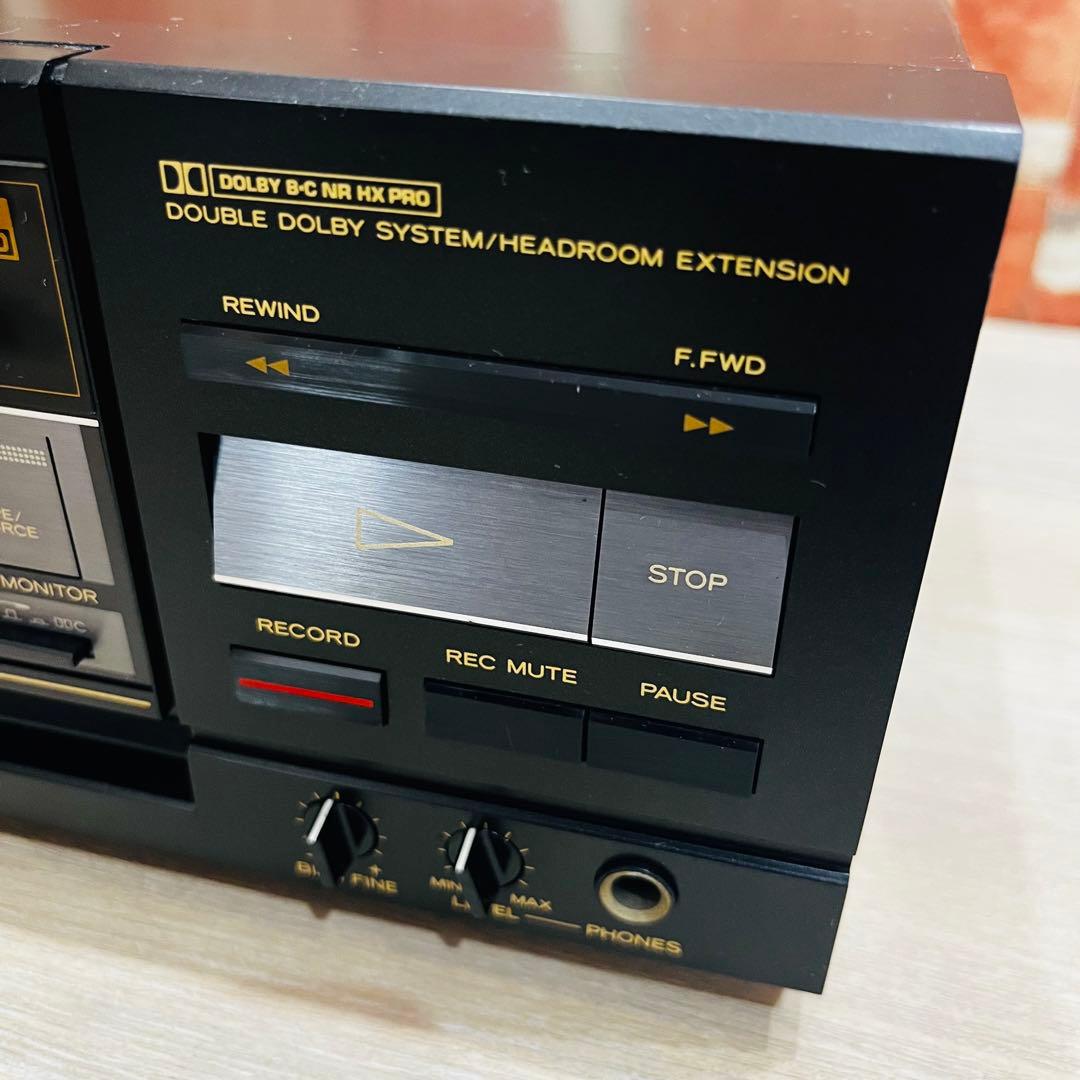 DOLBY B·C NR HX PRO
DOUBLE DOLBY SYSTEM/HEADROOM EXTENSION
REWIND
F.FWD
STOP
MONITOR
RECORD
REC MUTE
PAUSE
+
FINE
MIN
MAX
PHONES